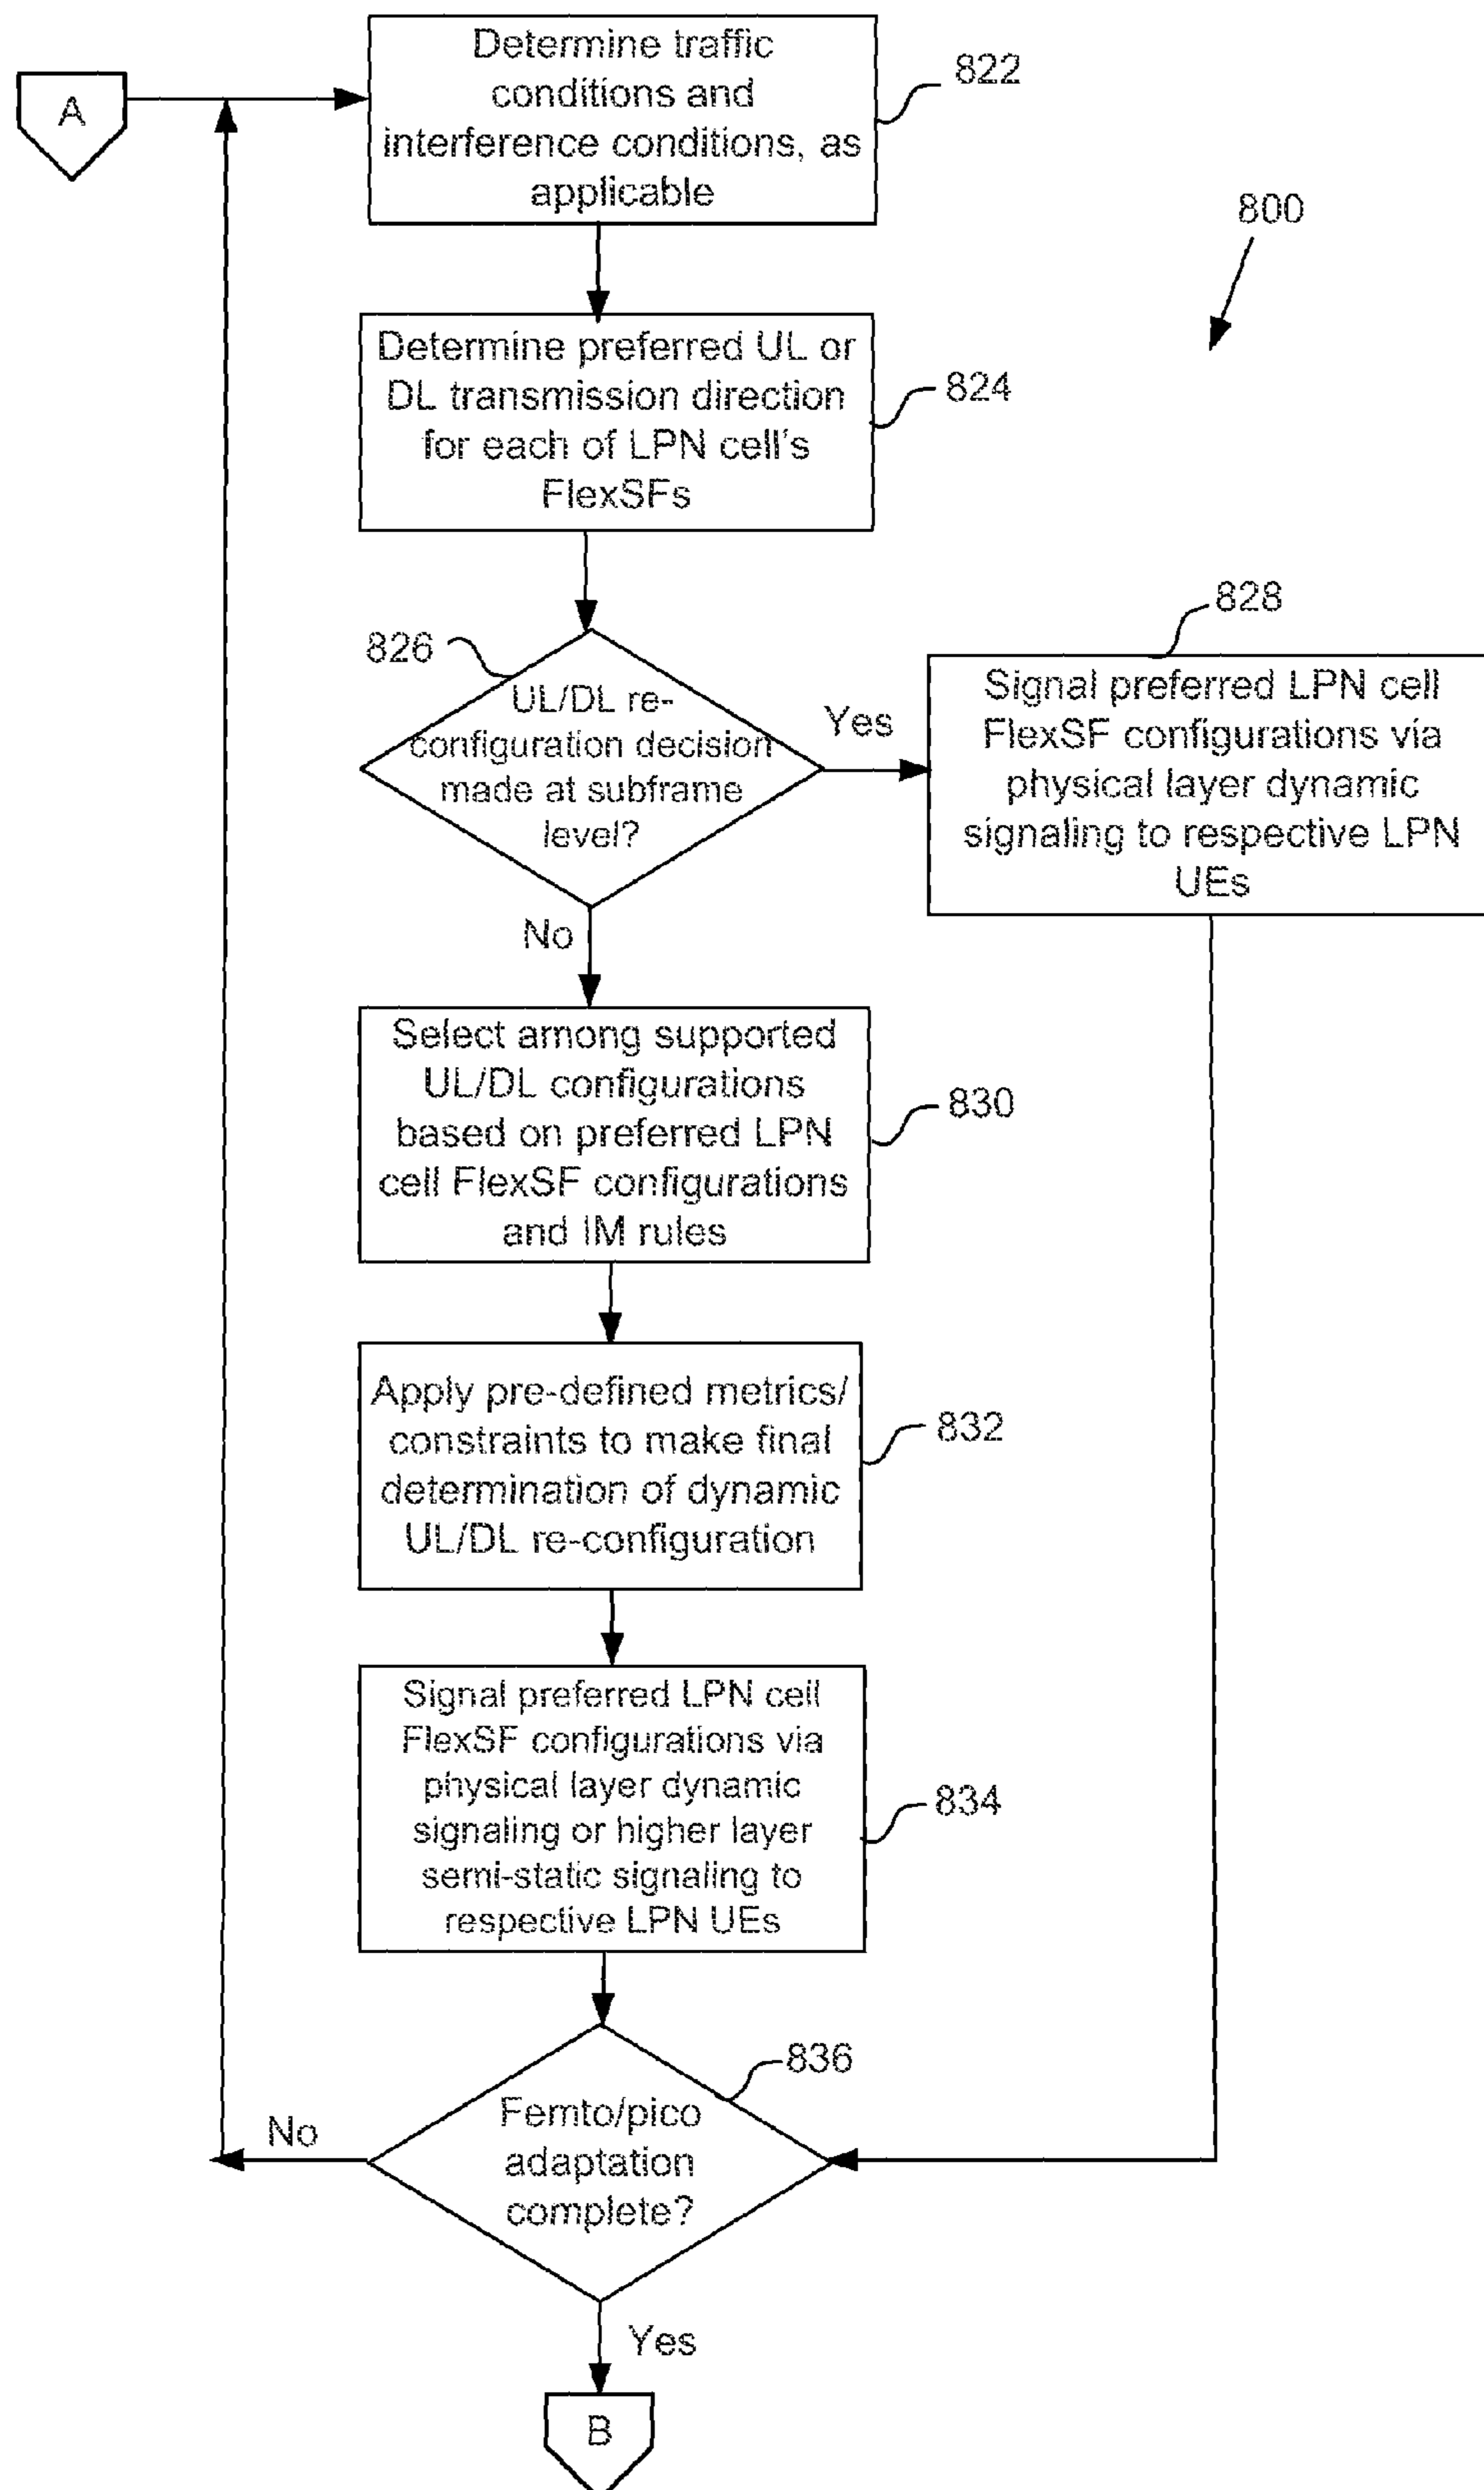 A
Determine traffic
conditions and
interference conditions, as
applicable
822
800
Determine preferred UL or
DL transmission direction
for each of LPN cell's
FlexSFs
824
826
UL/DL re-
configuration decision
made at subframe
level?
Yes
828
Signal preferred LPN cell
FlexSF configurations via
physical layer dynamic
signaling to respective LPN
UEs
No
Select among supported
UL/DL configurations
based on preferred LPN
cell FlexSF configurations
and IM rules
830
Apply pre-defined metrics/
constraints to make final
determination of dynamic
UL/DL re-configuration
832
Signal preferred LPN cell
FlexSF configurations via
physical layer dynamic
signaling or higher layer
semi-static signaling to
respective LPN UEs
834
836
Femto/pico
adaptation
complete?
No
Yes
B